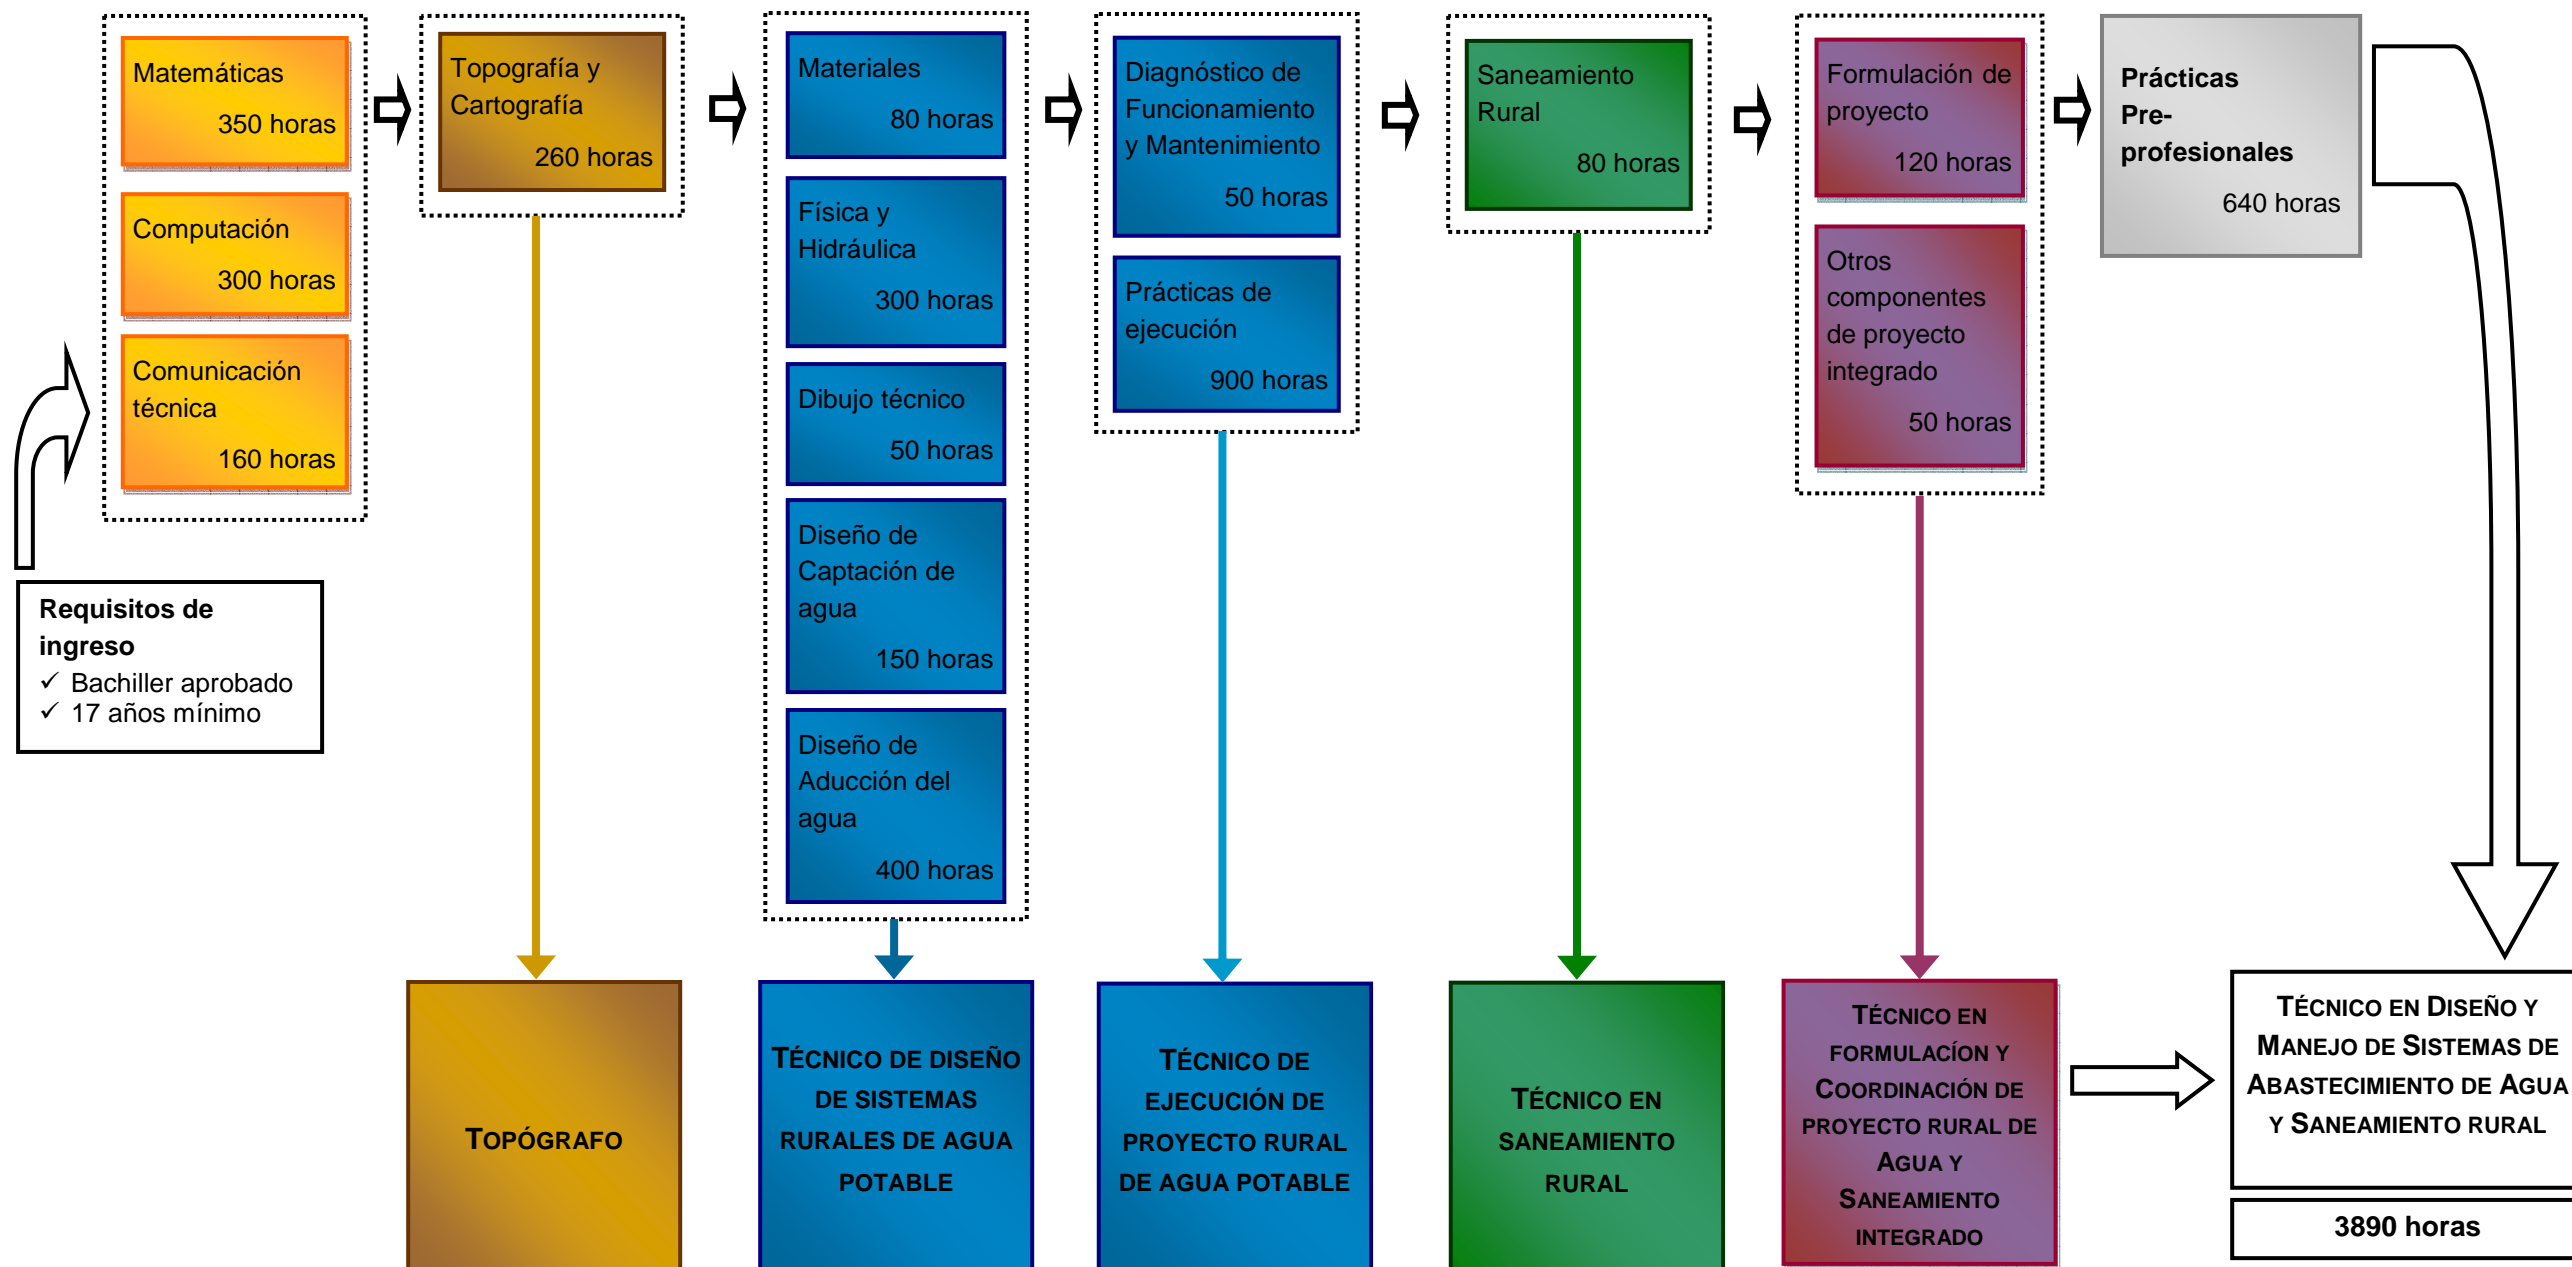 Matemáticas
350 horas
Computación
300 horas
Comunicación
técnica
160 horas
Requisitos de
ingreso
✓ Bachiller aprobado
✓ 17 años mínimo
Topografía y
Cartografía
260 horas
Materiales
80 horas
Física y
Hidráulica
300 horas
Dibujo técnico
50 horas
Diseño de
Captación de
agua
150 horas
Diseño de
Aducción del
agua
400 horas
Diagnóstico de
Funcionamiento
y Mantenimiento
50 horas
Prácticas de
ejecución
900 horas
Saneamiento
Rural
80 horas
Formulación de
proyecto
120 horas
Otros
componentes
de proyecto
integrado
50 horas
Prácticas
Pre-
profesionales
640 horas
TOPÓGRAFO
TÉCNICO DE DISEÑO
DE SISTEMAS
RURALES DE AGUA
POTABLE
TÉCNICO DE
EJECUCIÓN DE
PROYECTO RURAL
DE AGUA POTABLE
TÉCNICO EN
SANEAMIENTO
RURAL
TÉCNICO EN
FORMULACÍON Y
COORDINACIÓN DE
PROYECTO RURAL DE
AGUA Y
SANEAMIENTO
INTEGRADO
TÉCNICO EN DISEÑO Y
MANEJO DE SISTEMAS DE
ABASTECIMIENTO DE AGUA
Y SANEAMIENTO RURAL
3890 horas